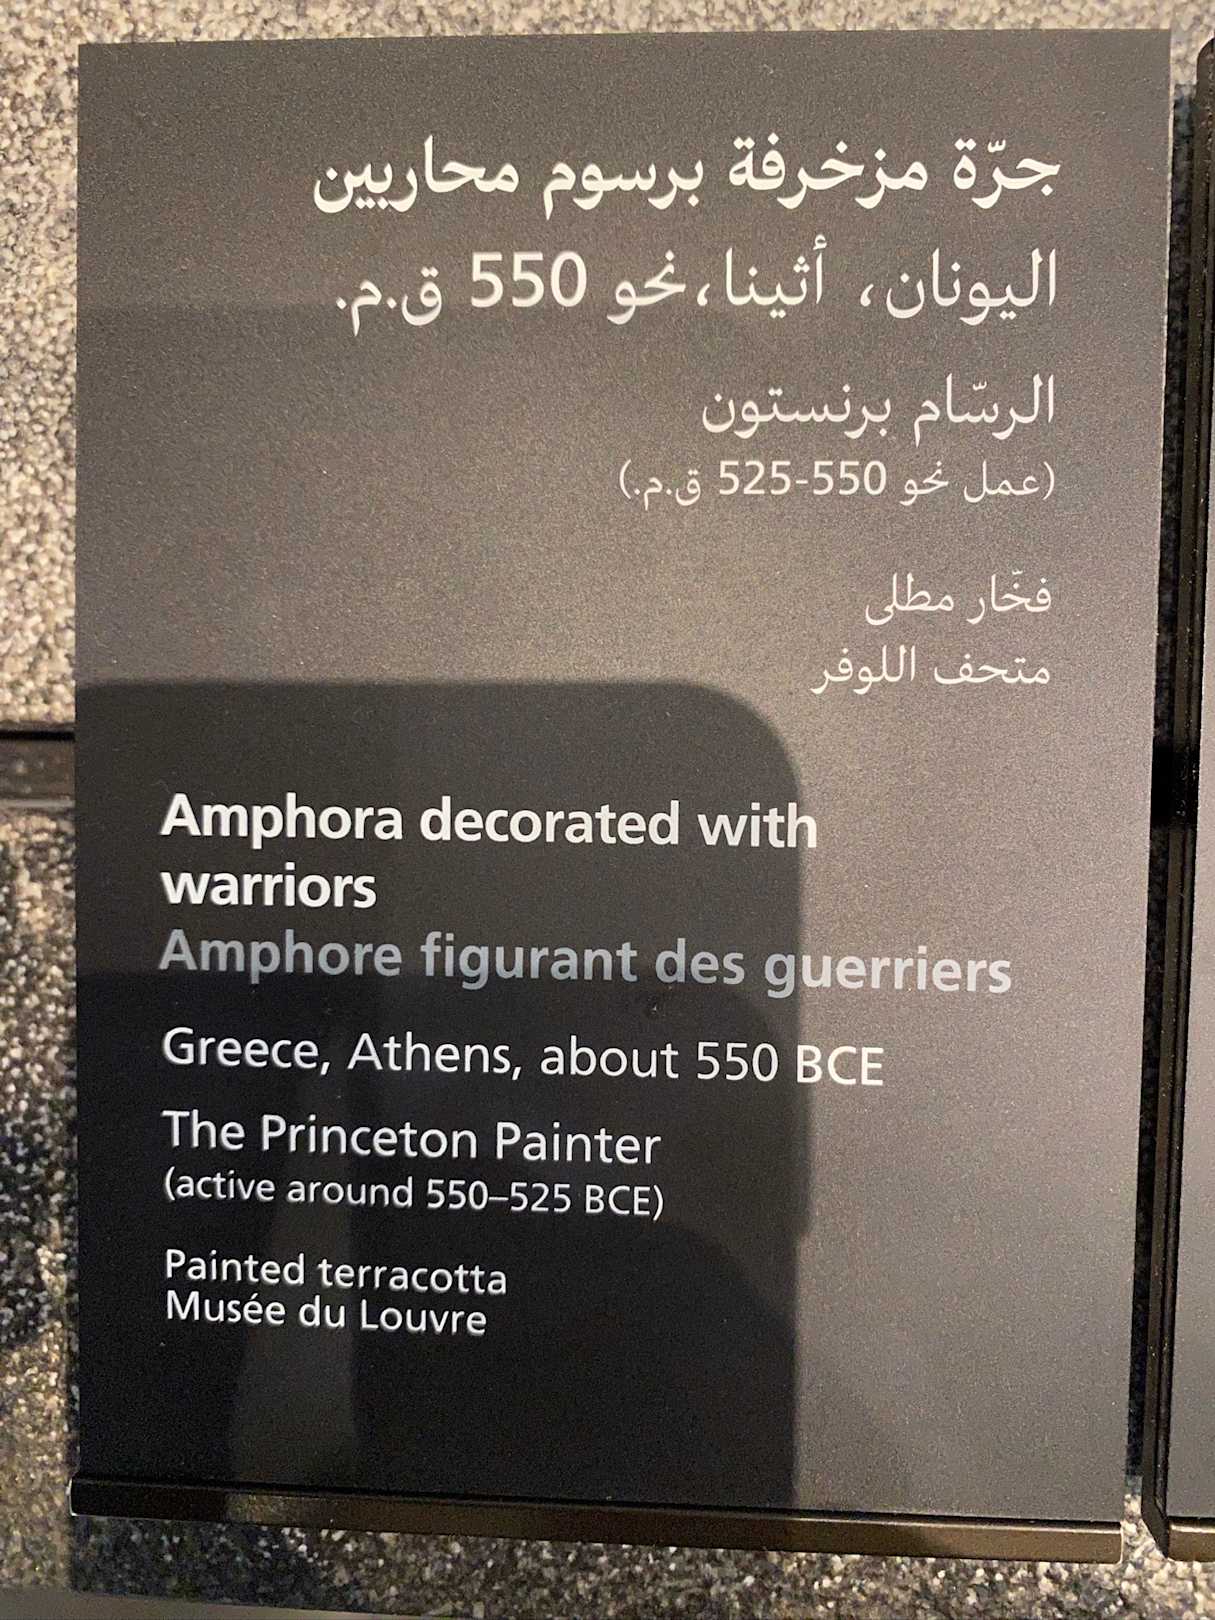 جرّة مزخرفة برسوم محاربين
اليونان، أثينا،نحو 550 ق.م.
الرسّام برنستون
(عمل نحو 550-525 ق.م.)
فخّار مطلى
متحف اللوفر
Amphora decorated with
warriors
Amphore figurant des guerriers
Greece, Athens, about 550 BCE
The Princeton Painter
(active around 550–525 BCE)
Painted terracotta
Musée du Louvre